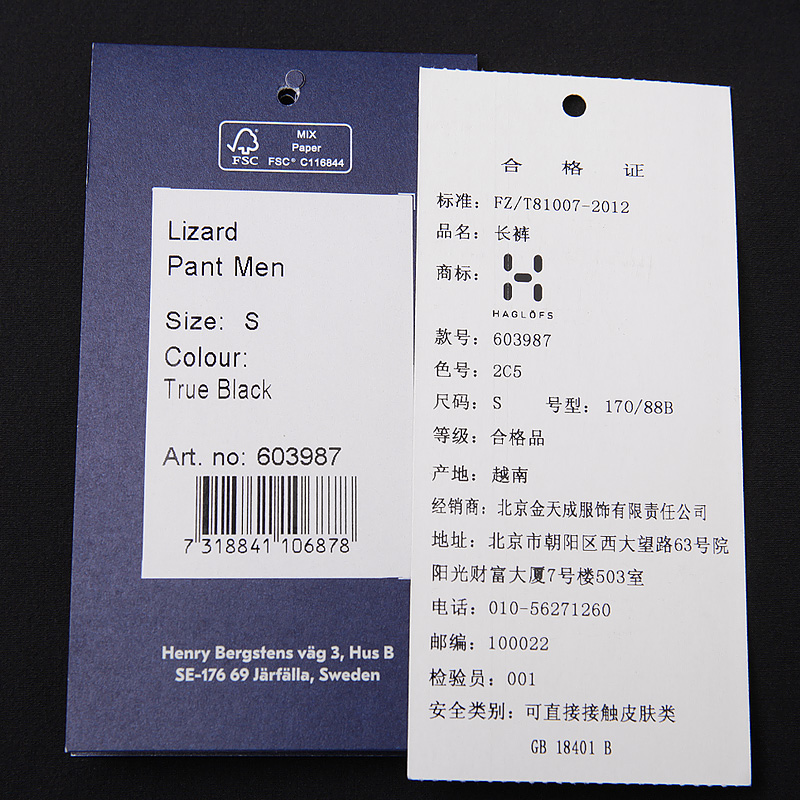 MIX
Paper
FSC
FSC® C116844
Lizard
Pant Men
Size: S
Colour:
True Black
Art. no: 603987
7 318841 106878
Henry Bergstens väg 3, Hus B
SE-176 69 Järfälla, Sweden
合 格 证
标准：FZ/T81007-2012
品名：长裤
商标：
HAGLÖFS
款号：603987
色号：2C5
尺码：S 号型：170/88B
等级：合格品
产地：越南
经销商：北京金天成服饰有限责任公司
地址：北京市朝阳区西大望路63号院
阳光财富大厦7号楼503室
电话：010-56271260
邮编：100022
检验员：001
安全类别：可直接接触皮肤类
GB 18401 B